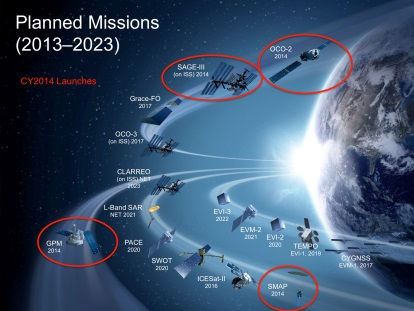 Planned Missions
(2013–2023)
CY2014 Launches
OCO-2
2014
SAGE-III
(on ISS) 2014
Grace-FO
2017
OCO-3
(on ISS) 2017
CLARREO
(on ISS) NET
2023
L-Band SAR
NET 2021
GPM
2014
PACE
2020
SWOT
2020
ICESat-II
2016
EVI-3
2022
EVM-2
2021
EVI-2
2020
TEMPO
EVI-1, 2019
CYGNSS
EVM-1, 2017
SMAP
2014